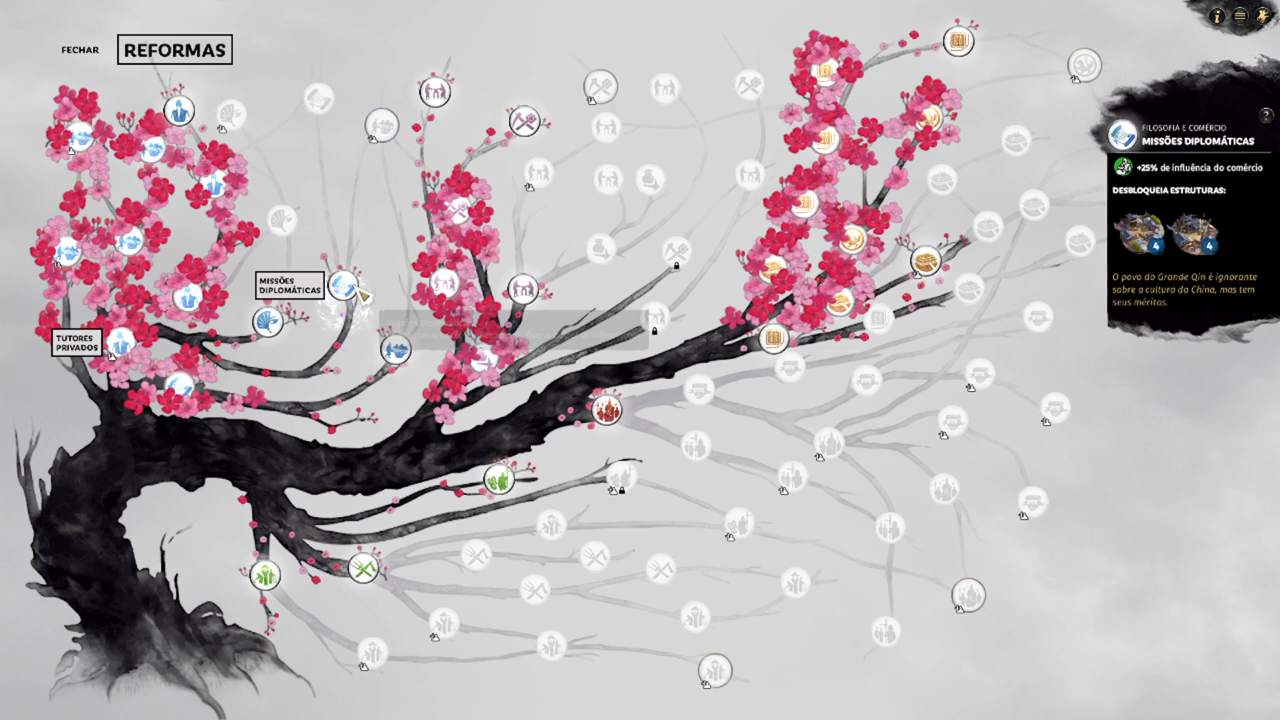 FECHAR
REFORMAS
?
FILOSOFIA E COMÉRCIO
MISSÕES DIPLOMÁTICAS
+25% de influência do comércio
DESBLOQUEIA ESTRUTURAS:
4
4
O povo do Grande Qin é ignorante
sobre a cultura da China, mas tem
seus méritos.
MISSÕES
DIPLOMÁTICAS
TUTORES
PRIVADOS